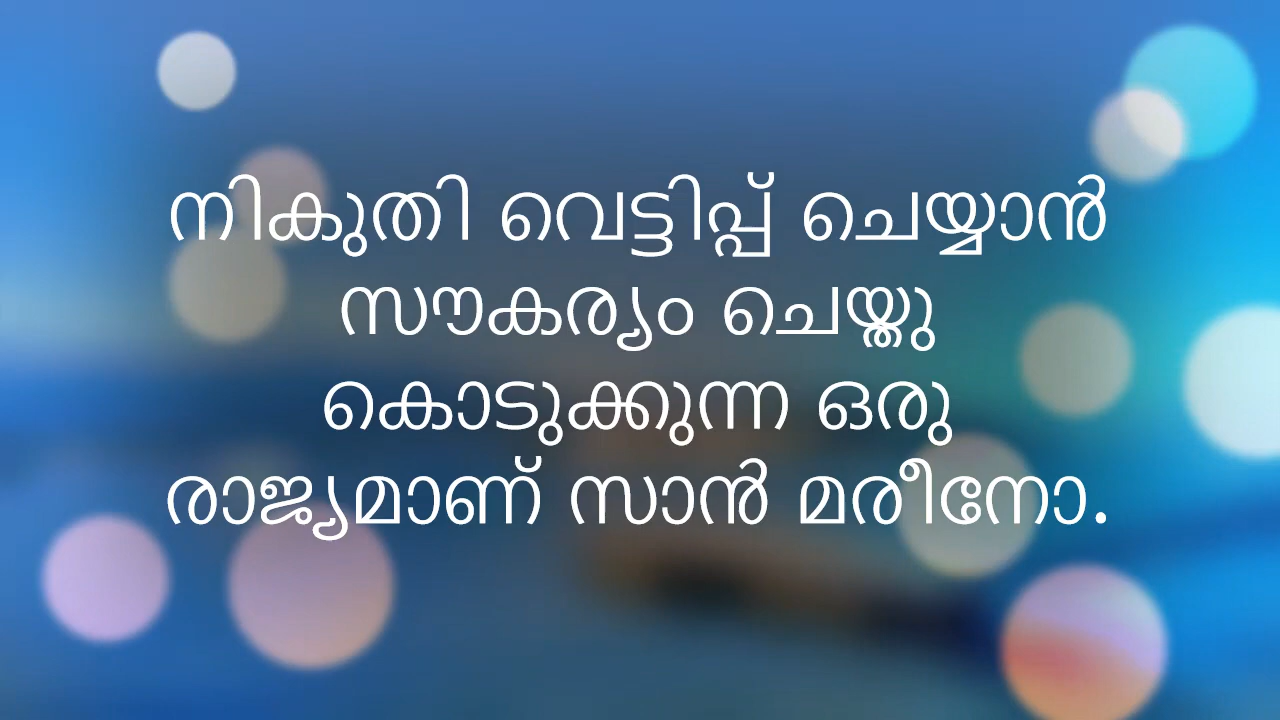 നികുതി വെട്ടിപ്പ് ചെയ്യാൻ
സൗകര്യം ചെയ്തു
കൊടുക്കുന്ന ഒരു
രാജ്യമാണ് സാൻ മരീനോ.